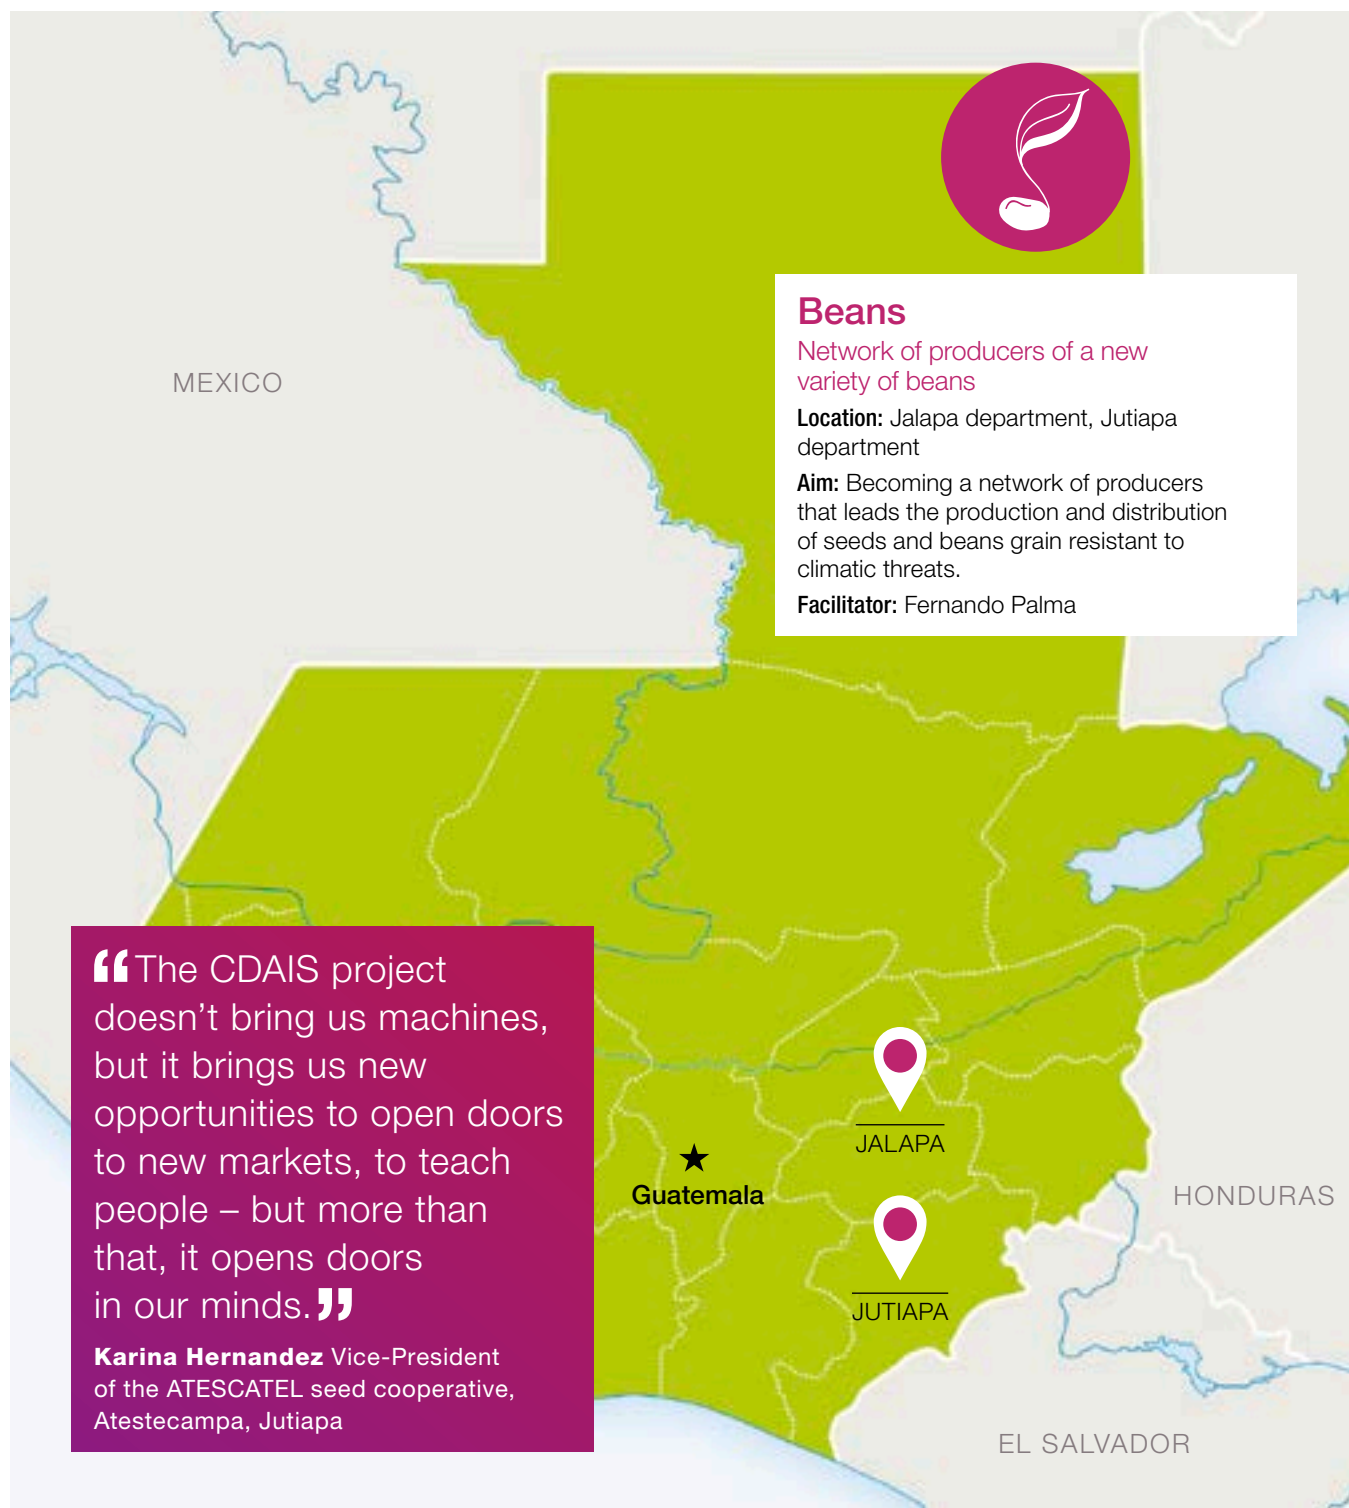 MEXICO
Beans
Network of producers of a new
variety of beans
Location: Jalapa department, Jutiapa
department
Aim: Becoming a network of producers
that leads the production and distribution
of seeds and beans grain resistant to
climatic threats.
Facilitator: Fernando Palma
“The CDAIS project
doesn’t bring us machines,
but it brings us new
opportunities to open doors
to new markets, to teach
people – but more than
that, it opens doors
in our minds.”
Karina Hernandez Vice-President
of the ATESCATEL seed cooperative,
Atestecampa, Jutiapa
JALAPA
Guatemala
HONDURAS
JUTIAPA
EL SALVADOR